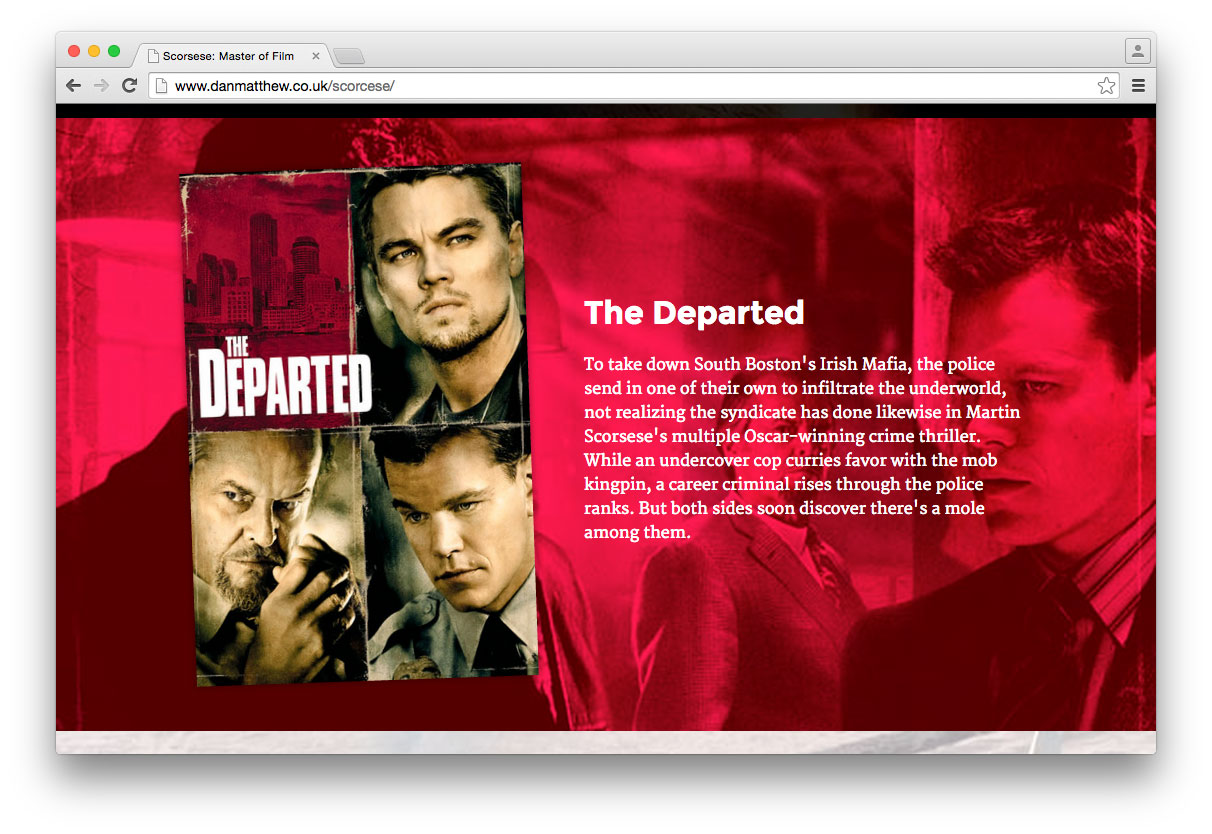 Scorsese: Master of Film
www.danmatthew.co.uk/scorcese/
THE
DEPARTED
The Departed
To take down South Boston's Irish Mafia, the police
send in one of their own to infiltrate the underworld,
not realizing the syndicate has done likewise in Martin
Scorsese's multiple Oscar-winning crime thriller.
While an undercover cop curries favor with the mob
kingpin, a career criminal rises through the police
ranks. But both sides soon discover there's a mole
among them.